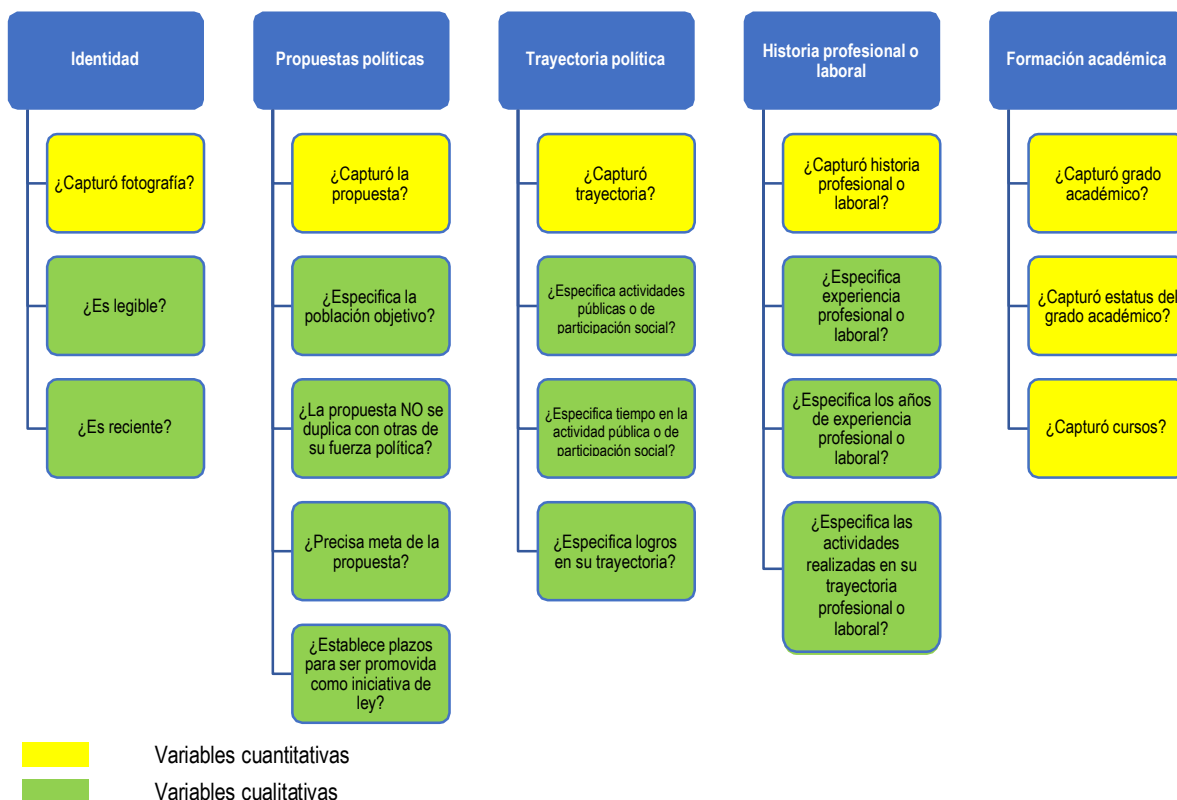 Identidad
¿Capturó fotografía?
¿Es legible?
¿Es reciente?
Propuestas políticas
¿Capturó la
propuesta?
¿Especifica la
población objetivo?
¿La propuesta NO se
duplica con otras de
su fuerza política?
¿Precisa meta de la
propuesta?
¿Establece plazos
para ser promovida
como iniciativa de
ley?
Trayectoria política
¿Capturó
trayectoria?
¿Especifica actividades
públicas o de
participación social?
¿Especifica tiempo en la
actividad pública o de
participación social?
¿Especifica logros
en su trayectoria?
Historia profesional o
laboral
¿Capturó historia
profesional o
laboral?
¿Especifica
experiencia
profesional o
laboral?
¿Especifica los años
de experiencia
profesional o
laboral?
¿Especifica las
actividades
realizadas en su
trayectoria
profesional o
laboral?
Formación académica
¿Capturó grado
académico?
¿Capturó estatus del
grado académico?
¿Capturó cursos?
Variables cuantitativas
Variables cualitativas